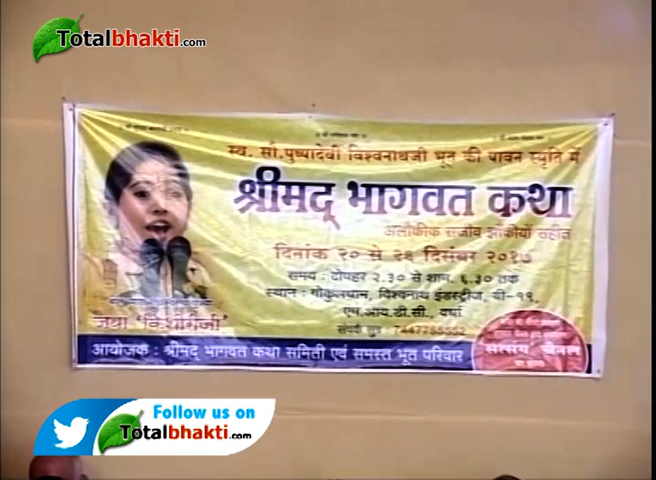 Totalbhakti.com
स्व. सौ. पुष्पादेवी विश्वनाथजी भूत की पावन स्मृति में
श्रीमद् भागवत कथा
अलौकीक सजीव झाकीयों सहीत
दिनांक २० से २६ दिसंबर २०१७
समय : दोपहर २.३० से शाम. ६.३० तक
स्थान : गोकुलधाम, विश्वनाथ इंडस्ट्रीज, बी-११,
एम.आय.डी.सी., वर्धा
संपर्क सुत्र :
जया 'किशोरीजी'
सत्संग चैनल
आयोजक : श्रीमद् भागवत कथा समिती एवं समस्त भूत परिवार
Follow us on
Totalbhakti.com